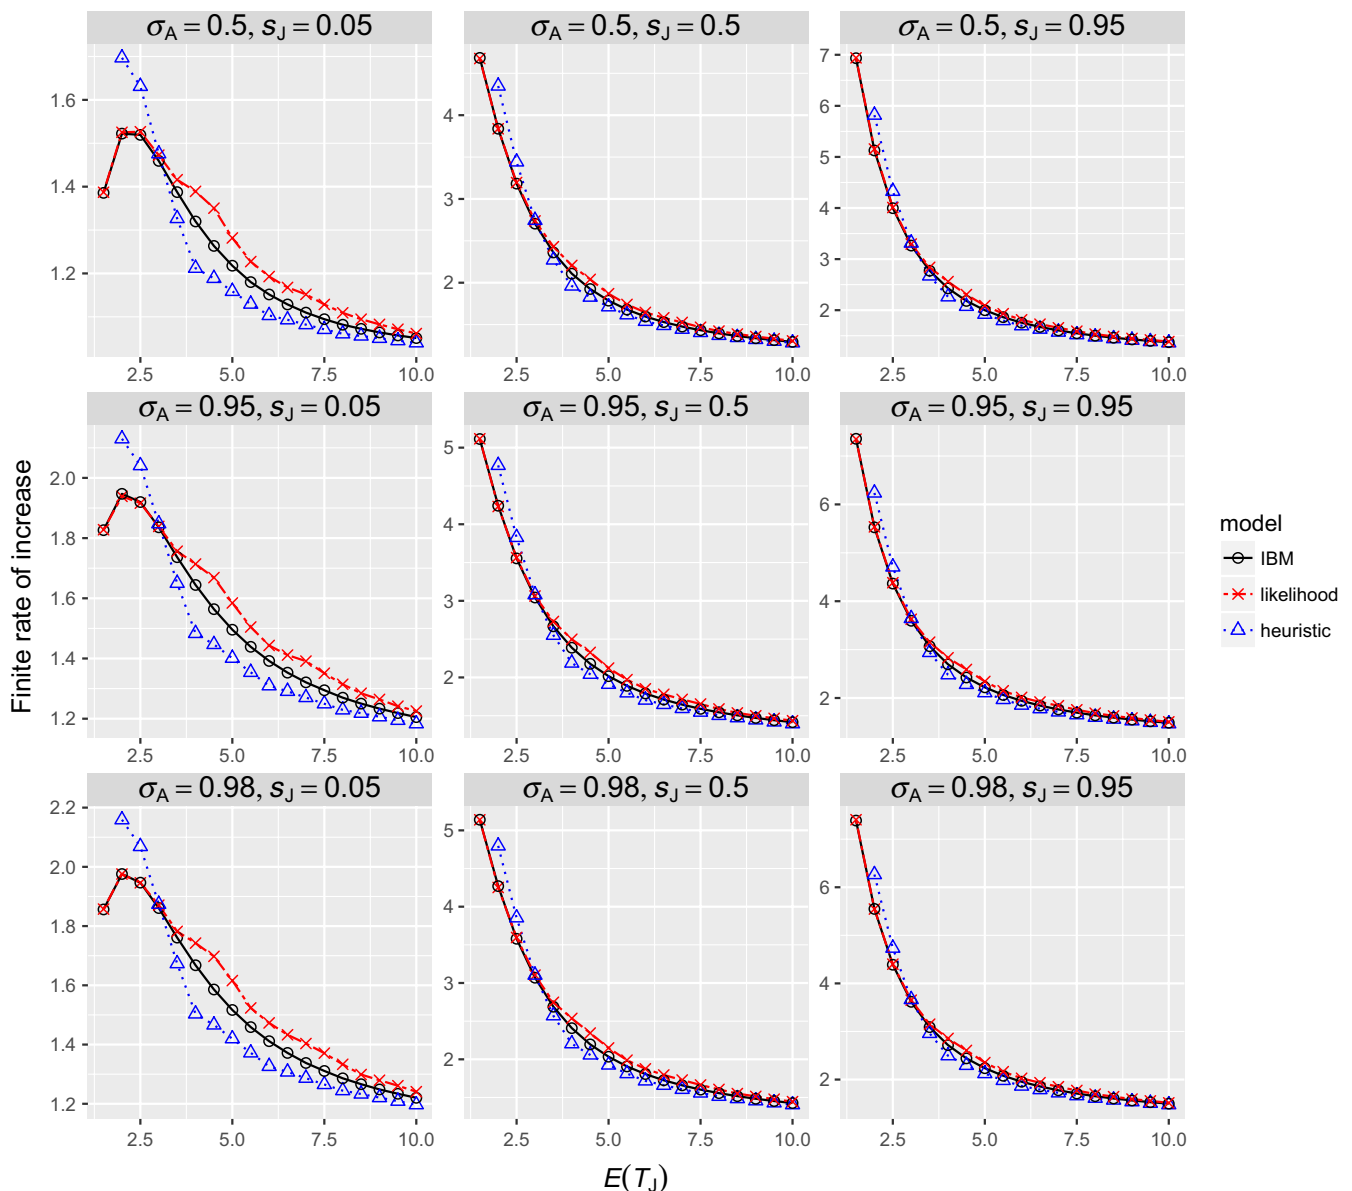 σA = 0.5, sJ = 0.05
σA = 0.5, sJ = 0.5
σA = 0.5, sJ = 0.95
1.6
1.4
1.2
4
3
2
7
6
5
4
3
2
2.5 5.0 7.5 10.0
2.5 5.0 7.5 10.0
2.5 5.0 7.5 10.0
σA = 0.95, sJ = 0.05
σA = 0.95, sJ = 0.5
σA = 0.95, sJ = 0.95
2.0
1.8
1.6
1.4
1.2
5
4
3
2
6
4
2
2.5 5.0 7.5 10.0
2.5 5.0 7.5 10.0
2.5 5.0 7.5 10.0
σA = 0.98, sJ = 0.05
σA = 0.98, sJ = 0.5
σA = 0.98, sJ = 0.95
2.2
2.0
1.8
1.6
1.4
1.2
5
4
3
2
6
4
2
2.5 5.0 7.5 10.0
2.5 5.0 7.5 10.0
2.5 5.0 7.5 10.0
Finite rate of increase
E(TJ)
model
IBM
likelihood
heuristic